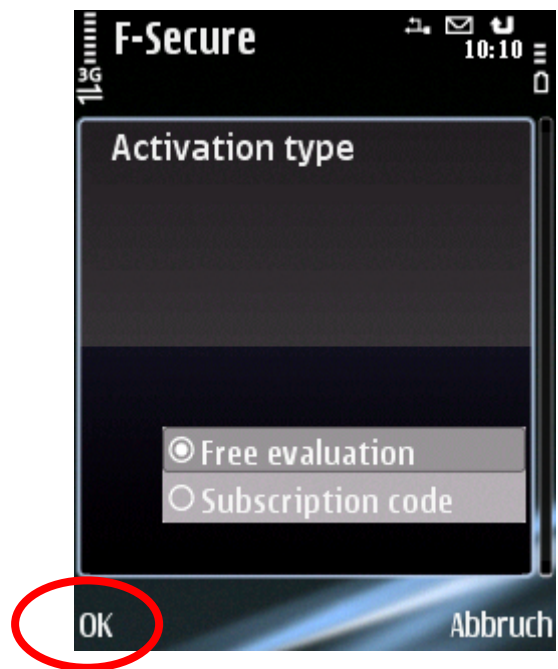 F-Secure
10:10
3G
Activation type
Free evaluation
Subscription code
OK
Abbruch